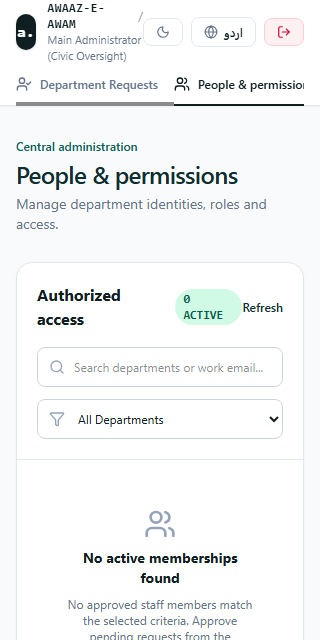 a.
AWAAZ-E-
AWAM
/
Main Administrator
(Civic Oversight)
اردو
Department Requests
People & permission
Central administration
People & permissions
Manage department identities, roles and
access.
Authorized
access
0
ACTIVE
Refresh
Search departments or work email...
All Departments
No active memberships
found
No approved staff members match
the selected criteria. Approve
pending requests from the